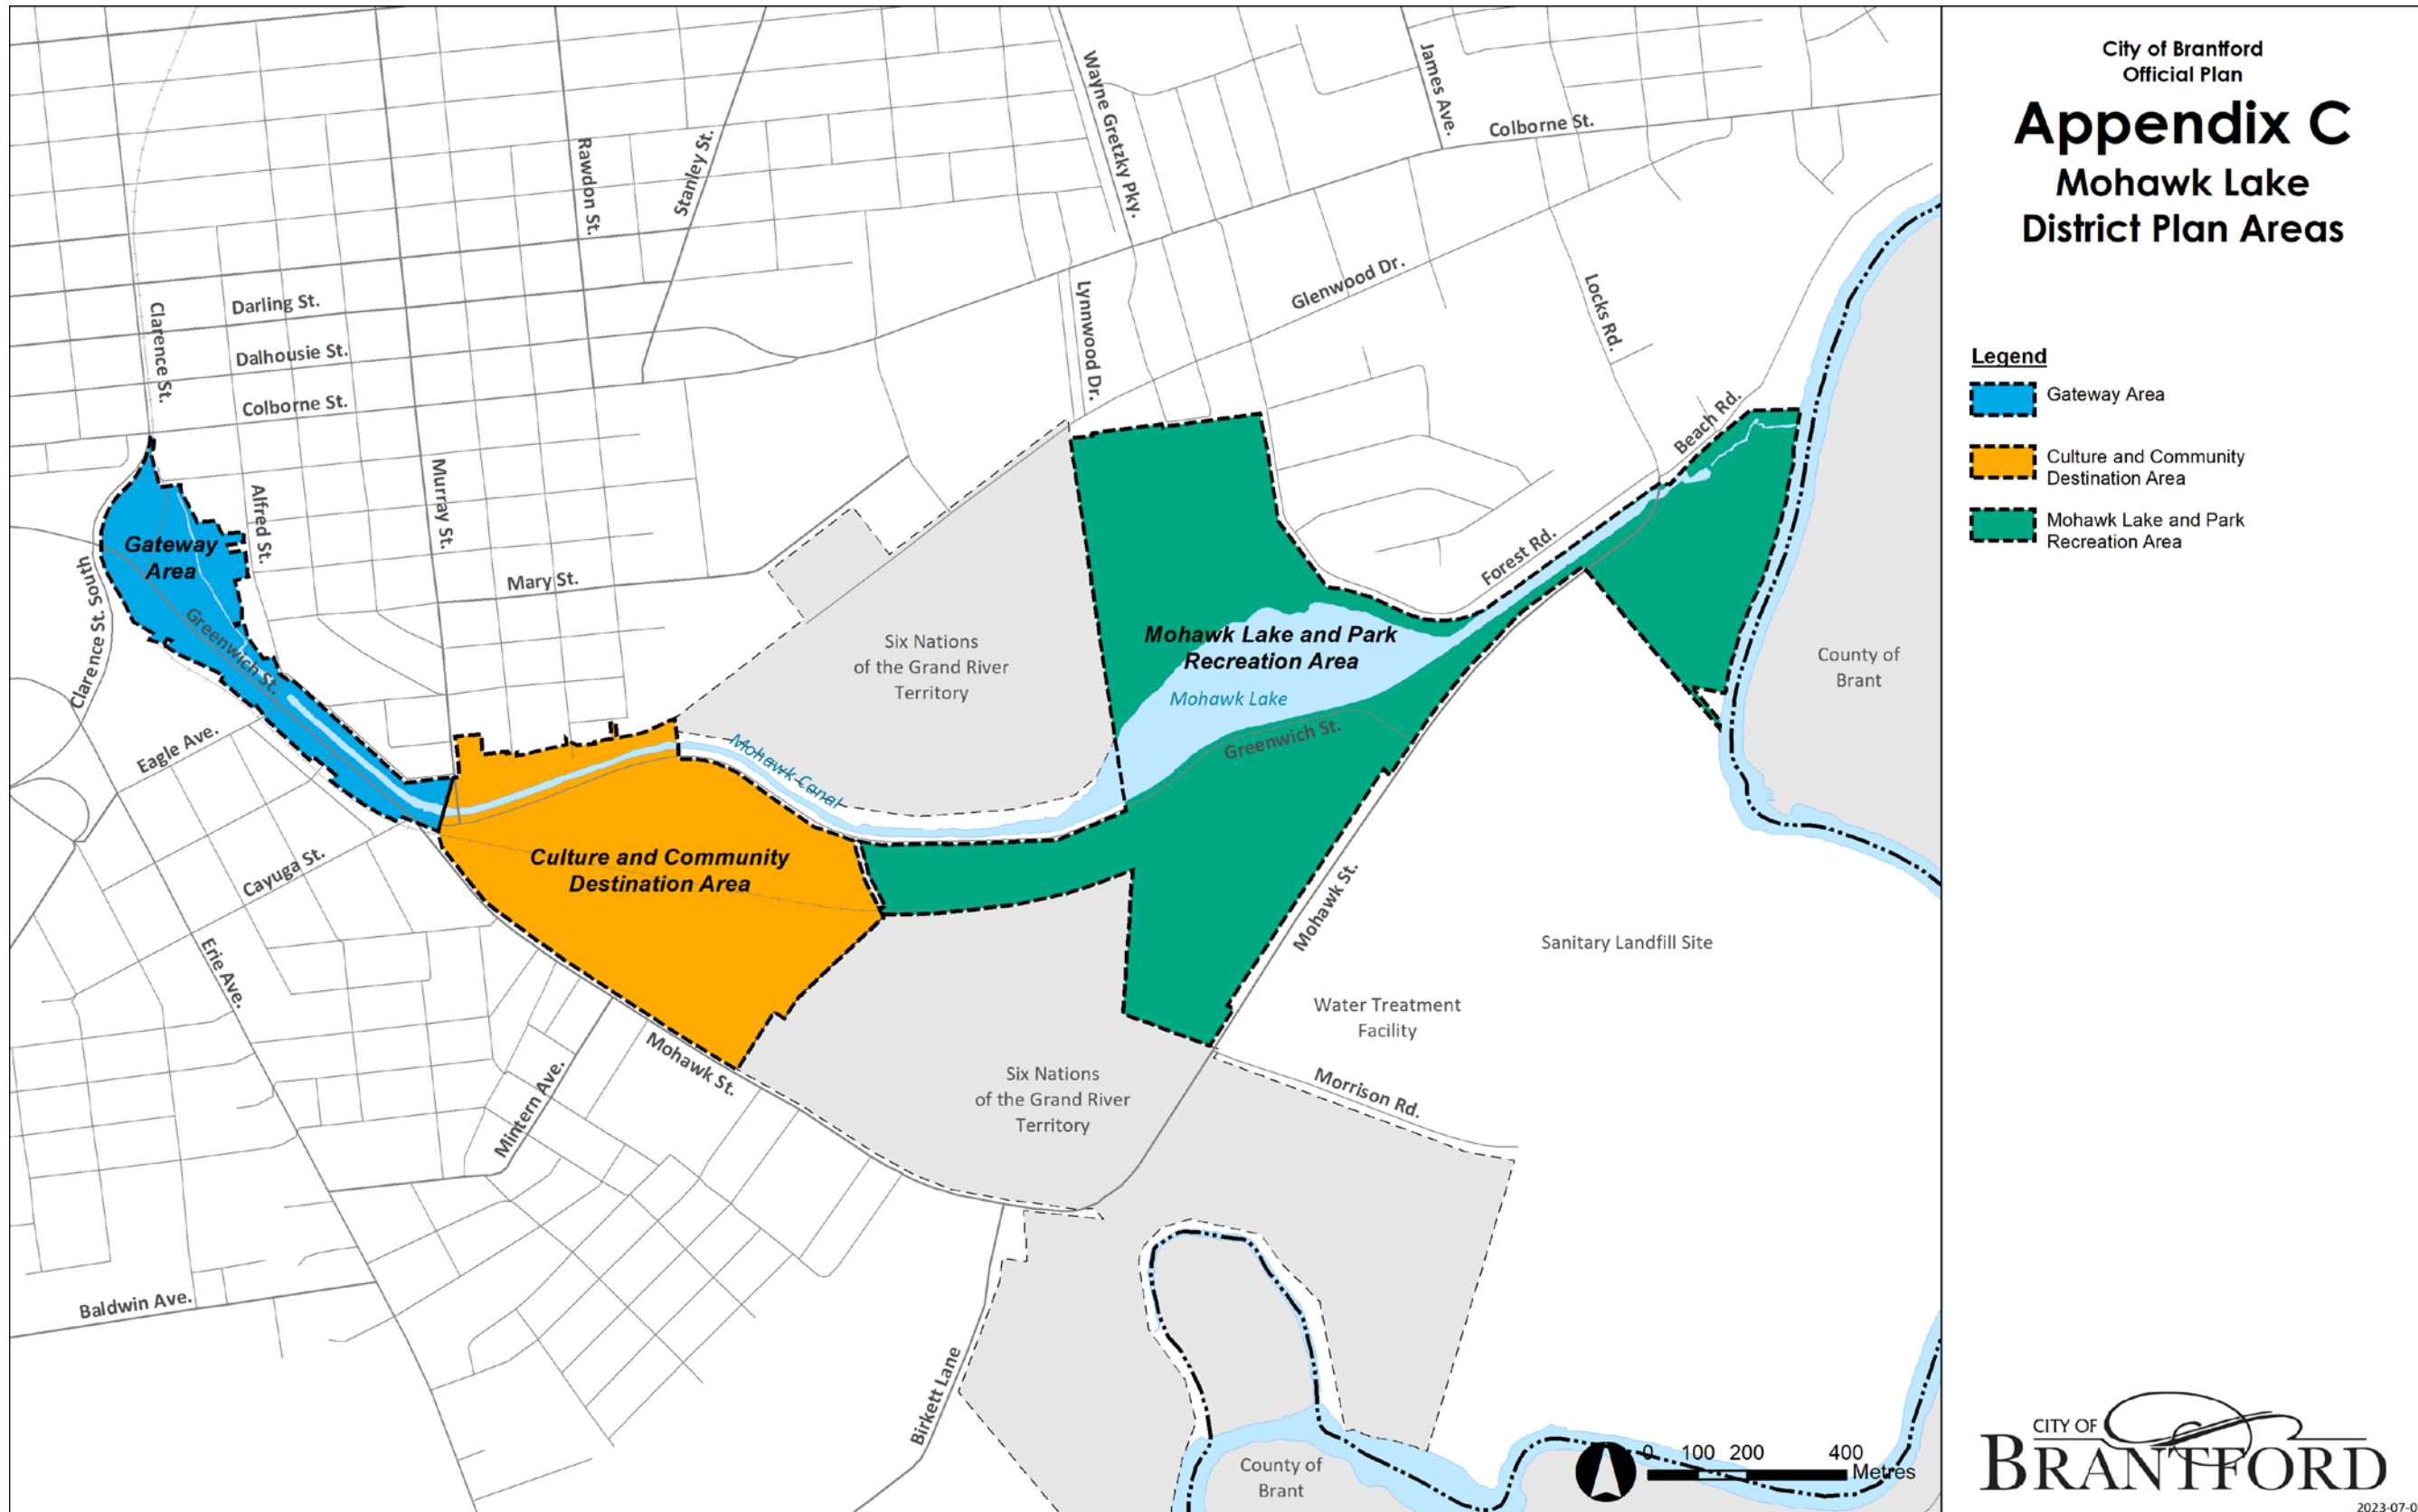 City of Brantford
Official Plan
Appendix C
Mohawk Lake
District Plan Areas
Legend
Gateway Area
Culture and Community
Destination Area
Mohawk Lake and Park
Recreation Area
Wayne Gretzky Pky.
James Ave.
Colborne St.
Rawdon St.
Stanley St.
Clarence St.
Darling St.
Dalhousie St.
Colborne St.
Lynnwood Dr.
Glenwood Dr.
Locks Rd.
Beach Rd.
Forest Rd.
Alfred St.
Murray St.
Mary St.
Gateway
Area
Greenwich St.
Clarence St. South
Eagle Ave.
Cayuga St.
Erie Ave.
Six Nations
of the Grand River
Territory
Mohawk Lake and Park
Recreation Area
Mohawk Lake
Greenwich St.
Mohawk Canal
County of
Brant
Culture and Community
Destination Area
Mohawk St.
Sanitary Landfill Site
Water Treatment
Facility
Morrison Rd.
Mohawk St.
Mintern Ave.
Six Nations
of the Grand River
Territory
Baldwin Ave.
Birkett Lane
County of
Brant
0 100 200 400
Metres
CITY OF
BRANTFORD